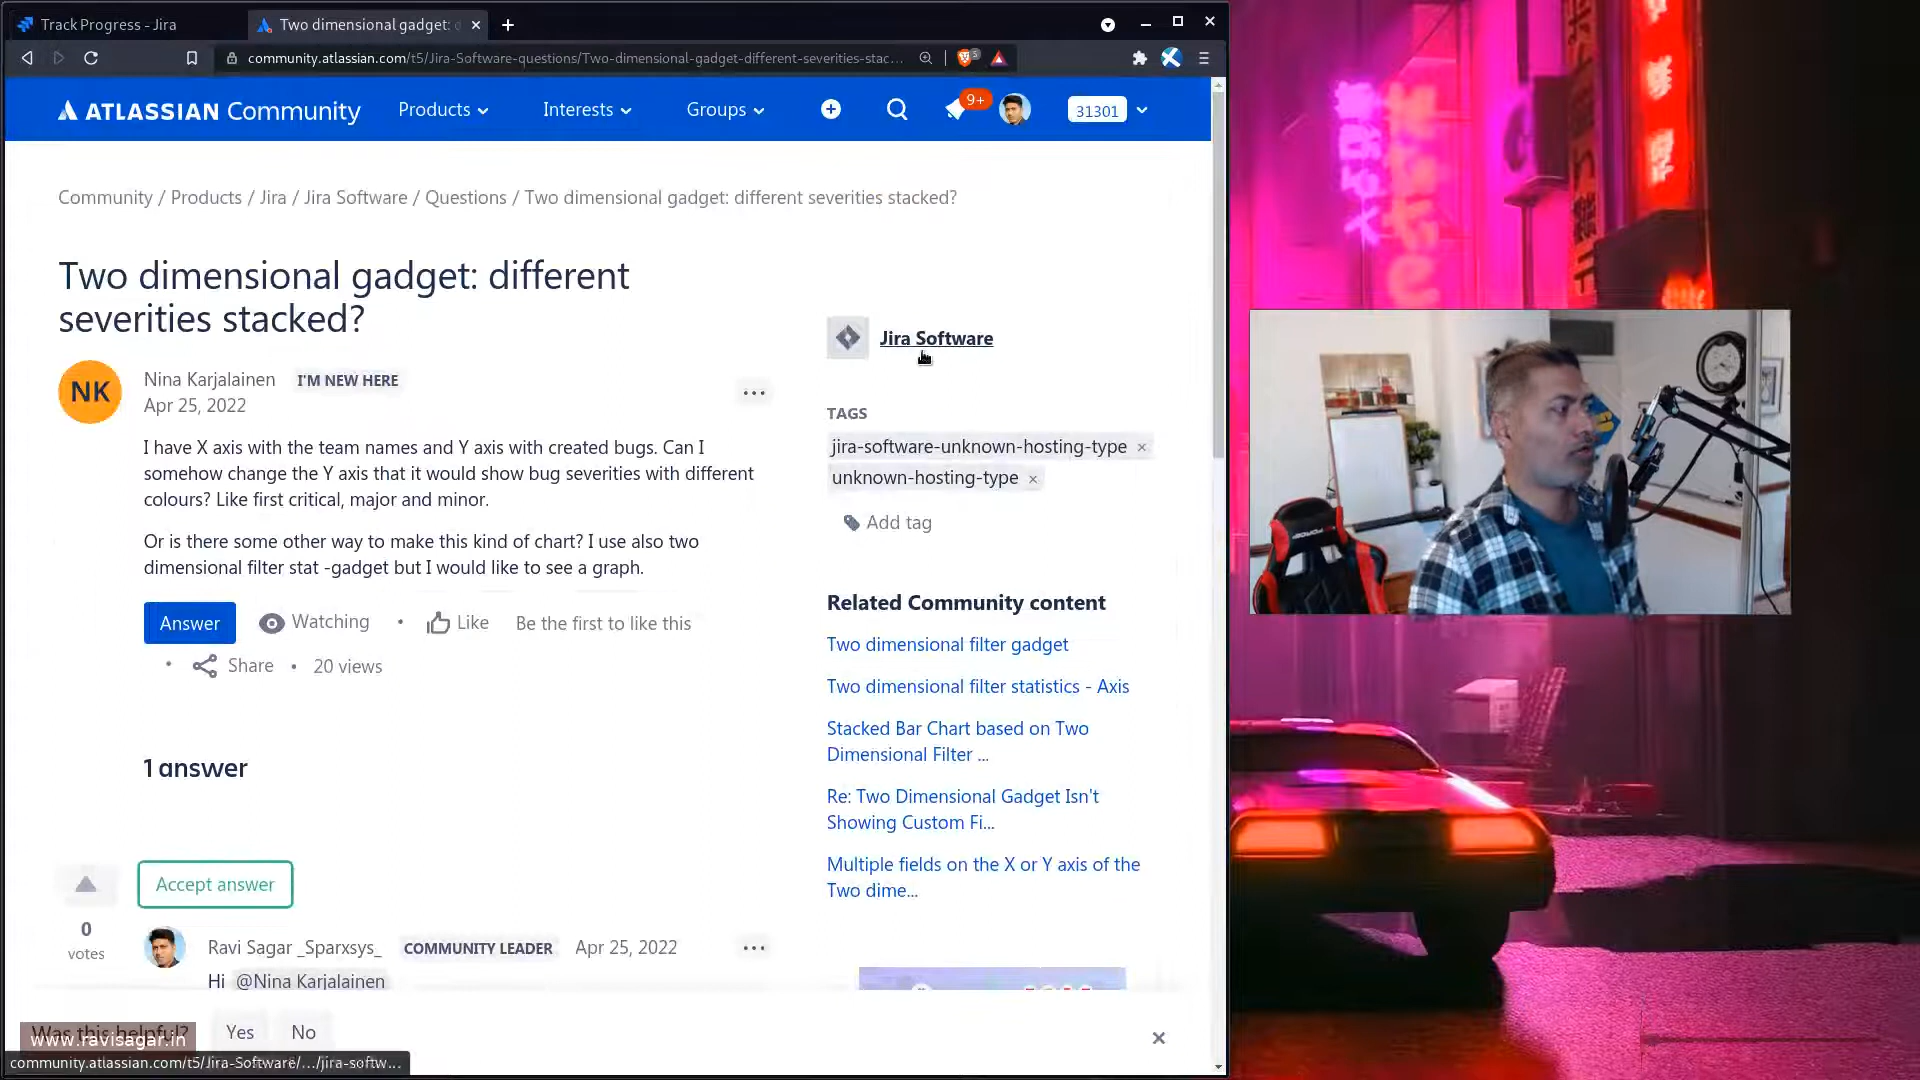 Track Progress - Jira
Two dimensional gadget:
community.atlassian.com/t5/Jira-Software-questions/Two-dimensional-gadget-different-severities-stac...
5
ATLASSIAN Community
Products
Interests
Groups
9+
31301
Community / Products / Jira / Jira Software / Questions / Two dimensional gadget: different severities stacked?
Two dimensional gadget: different
severities stacked?
NK
Nina Karjalainen I'M NEW HERE
Apr 25, 2022
I have X axis with the team names and Y axis with created bugs. Can I
somehow change the Y axis that it would show bug severities with different
colours? Like first critical, major and minor.
Or is there some other way to make this kind of chart? I use also two
dimensional filter stat -gadget but I would like to see a graph.
Answer
Watching
Like
Be the first to like this
Share
20 views
1 answer
Accept answer
0
votes
Ravi Sagar _Sparxsys_ COMMUNITY LEADER Apr 25, 2022
Hi @Nina Karjalainen
Jira Software
TAGS
jira-software-unknown-hosting-type
unknown-hosting-type
Add tag
Related Community content
Two dimensional filter gadget
Two dimensional filter statistics - Axis
Stacked Bar Chart based on Two
Dimensional Filter ...
Re: Two Dimensional Gadget Isn't
Showing Custom Fi...
Multiple fields on the X or Y axis of the
Two dime...
Was this helpful?
Yes
No
www.ravisagar.in
community.atlassian.com/t5/Jira-Software/.../jira-softw...